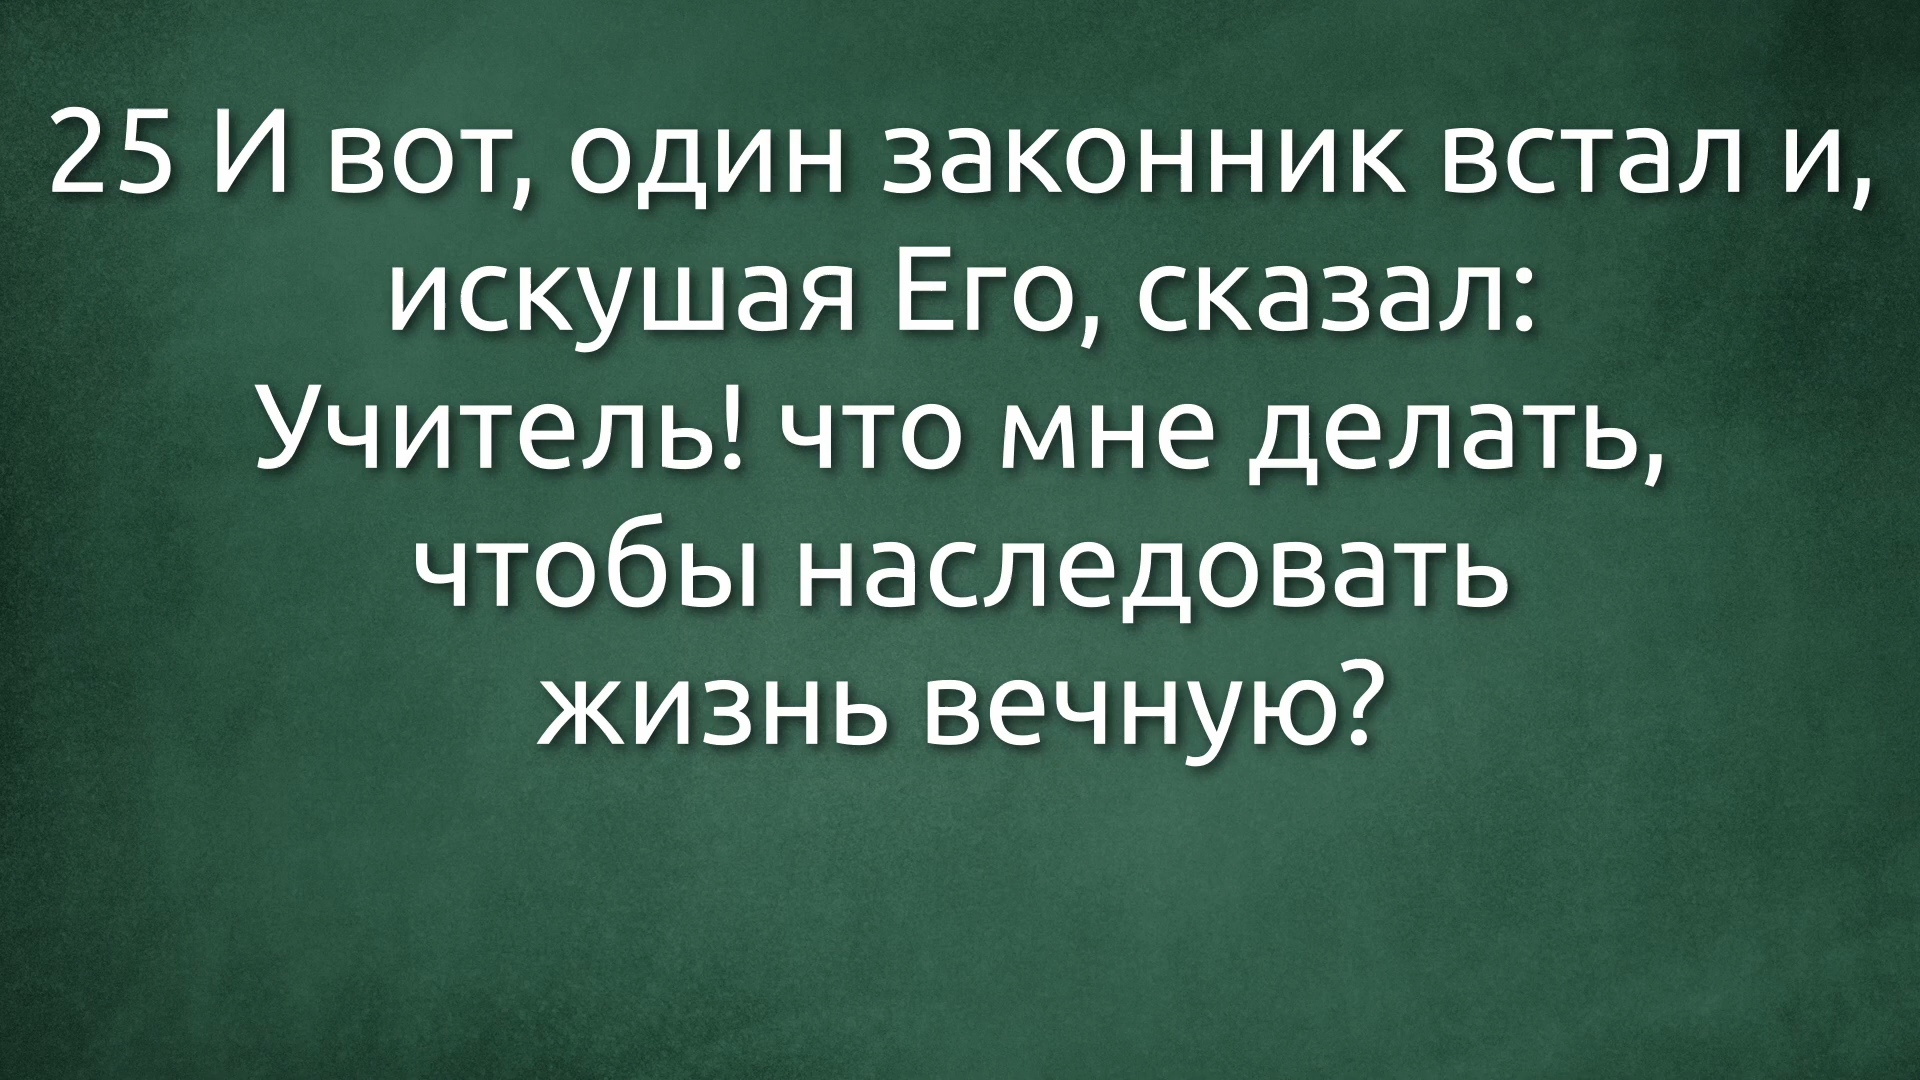 25 И вот, один законник встал и,
искушая Его, сказал:
Учитель! что мне делать,
чтобы наследовать
жизнь вечную?